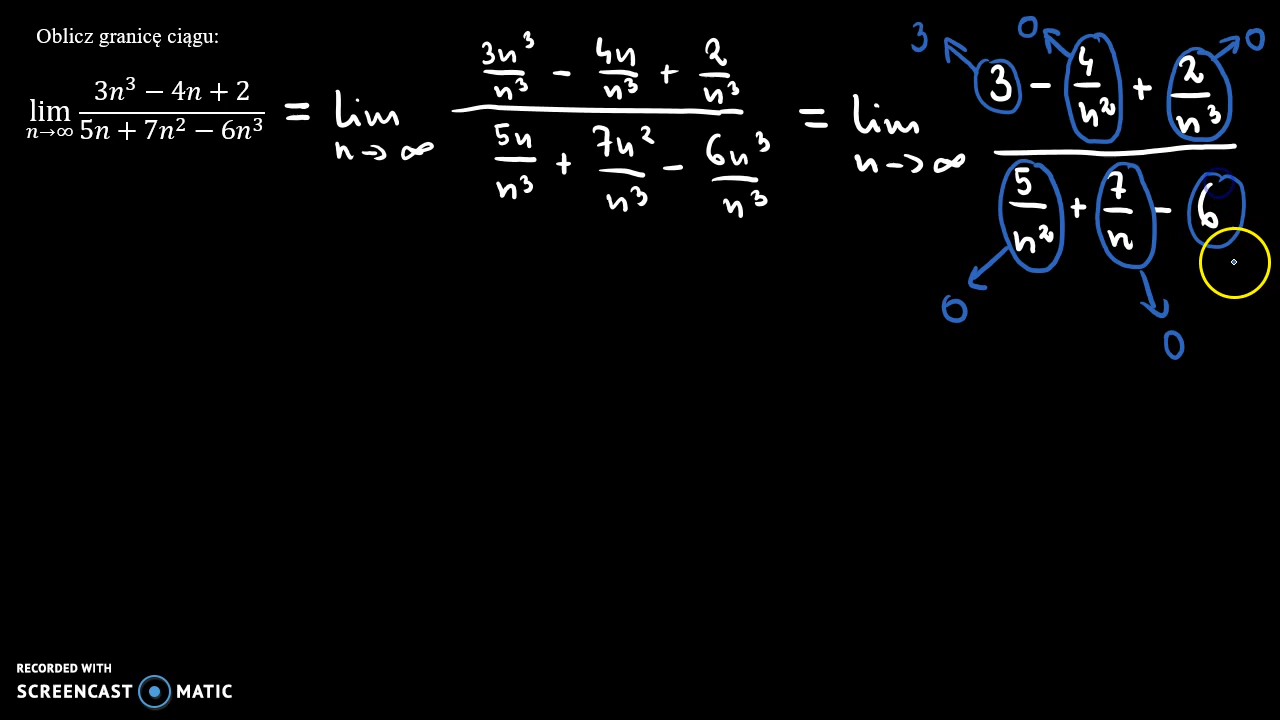 Oblicz granicę ciągu:
lim n→∞ (3n³ − 4n + 2)/(5n + 7n² − 6n³) = lim n→∞ (3n³/n³ − 4n/n³ + 2/n³)/(5n/n³ + 7n²/n³ − 6n³/n³) = lim n→∞ (3 − 4/n² + 2/n³)/(5/n² + 7/n − 6)
3 0 0
0 0
RECORDED WITH
SCREENCAST MATIC